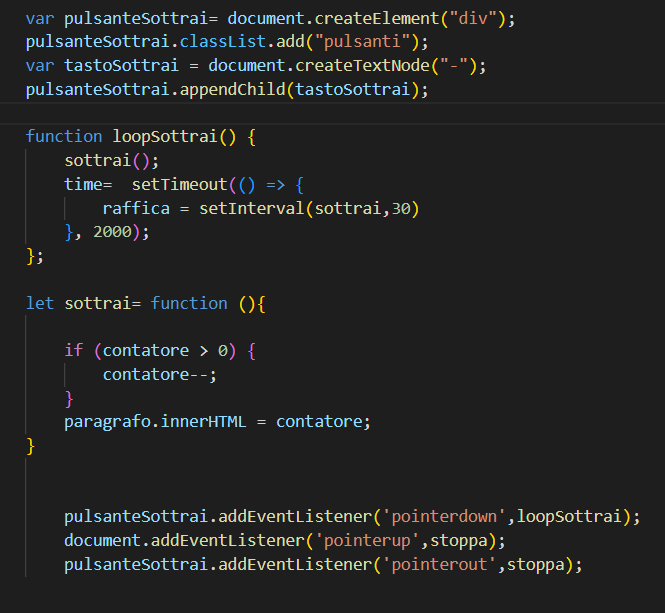 var pulsanteSottrai= document.createElement("div");
pulsanteSottrai.classList.add("pulsanti");
var tastoSottrai = document.createTextNode("-");
pulsanteSottrai.appendChild(tastoSottrai);
function loopSottrai() {
sottrai();
time=  setTimeout(() => {
raffica = setInterval(sottrai,30)
}, 2000);
};
let sottrai= function (){
if (contatore > 0) {
contatore--;
}
paragrafo.innerHTML = contatore;
}
pulsanteSottrai.addEventListener('pointerdown',loopSottrai);
document.addEventListener('pointerup',stoppa);
pulsanteSottrai.addEventListener('pointerout',stoppa);